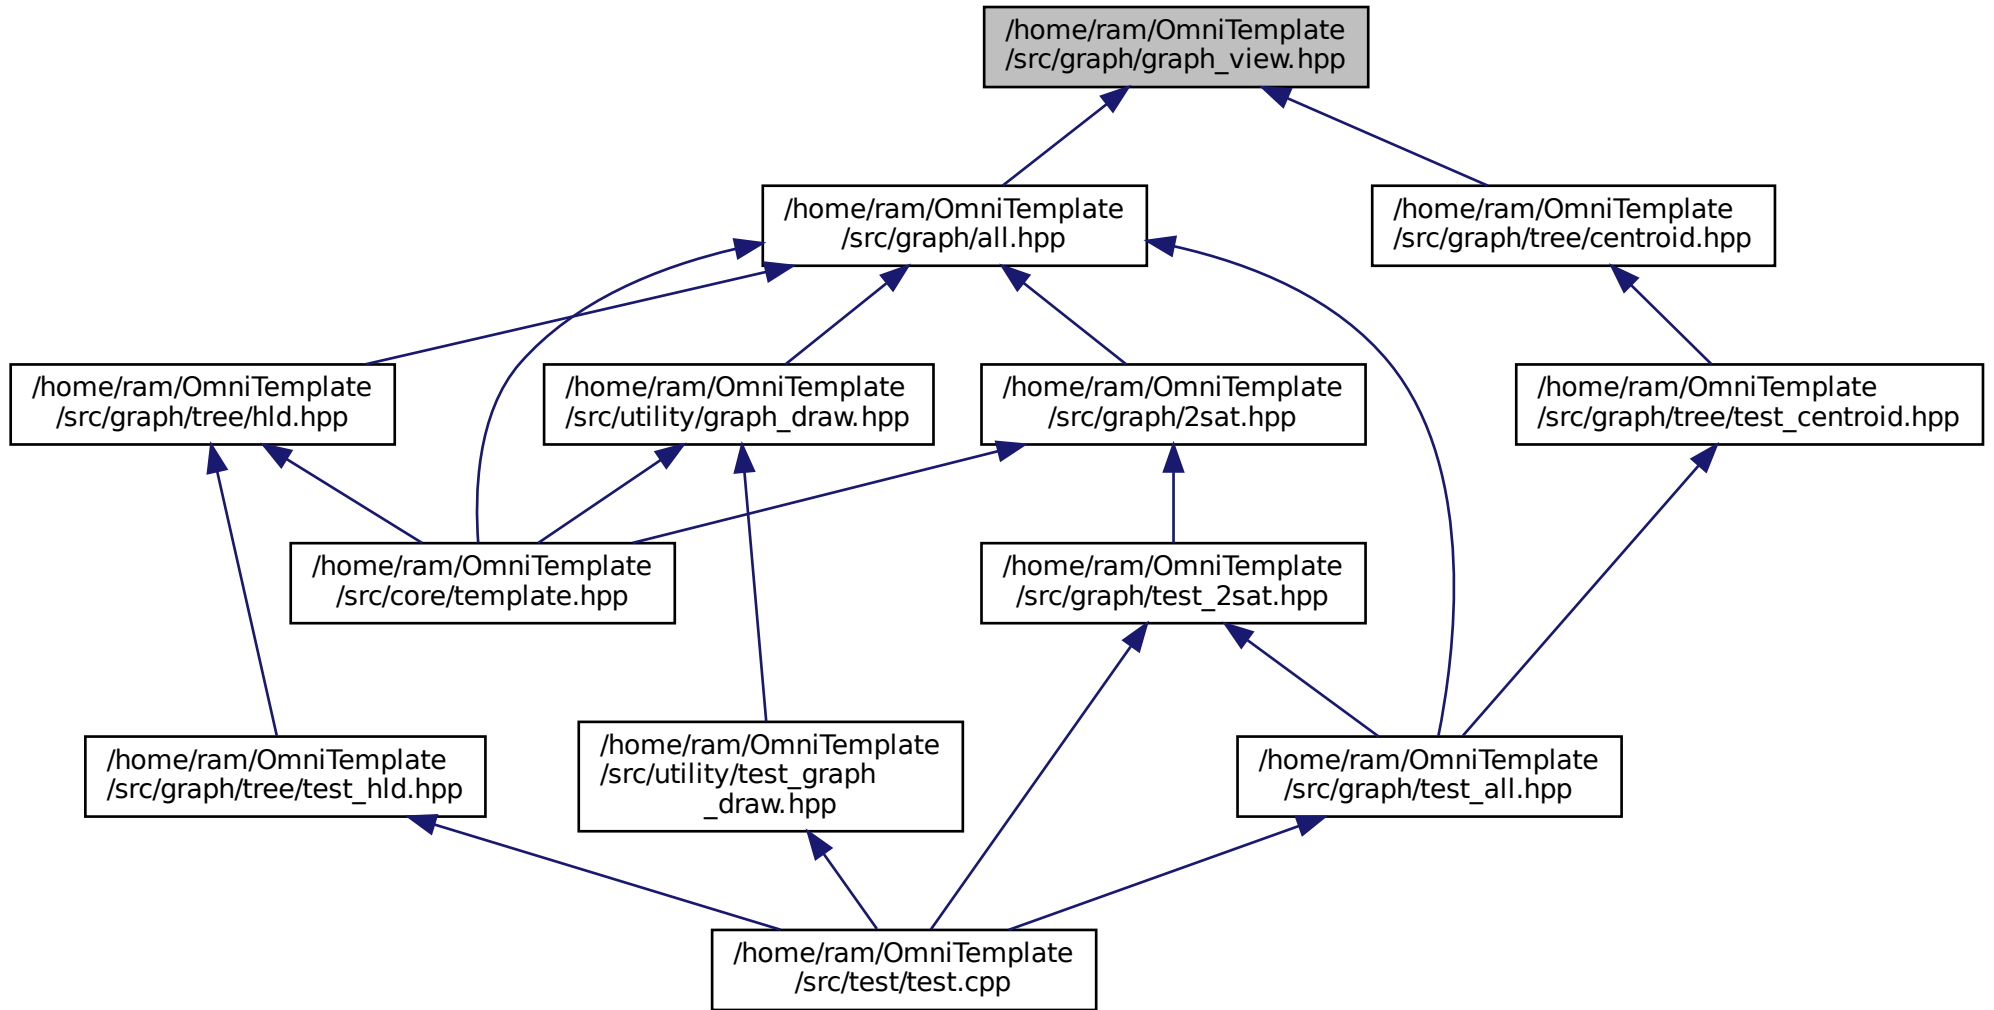 /home/ram/OmniTemplate
/src/graph/graph_view.hpp
/home/ram/OmniTemplate
/src/graph/all.hpp
/home/ram/OmniTemplate
/src/graph/tree/centroid.hpp
/home/ram/OmniTemplate
/src/graph/tree/hld.hpp
/home/ram/OmniTemplate
/src/utility/graph_draw.hpp
/home/ram/OmniTemplate
/src/graph/2sat.hpp
/home/ram/OmniTemplate
/src/graph/tree/test_centroid.hpp
/home/ram/OmniTemplate
/src/core/template.hpp
/home/ram/OmniTemplate
/src/graph/test_2sat.hpp
/home/ram/OmniTemplate
/src/graph/tree/test_hld.hpp
/home/ram/OmniTemplate
/src/utility/test_graph
_draw.hpp
/home/ram/OmniTemplate
/src/graph/test_all.hpp
/home/ram/OmniTemplate
/src/test/test.cpp